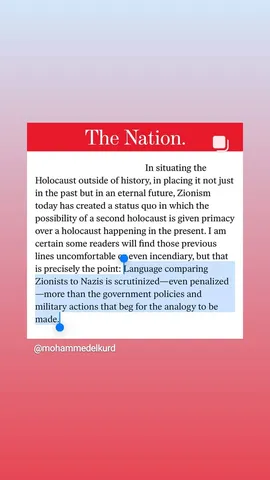 The Nation.
In situating the
Holocaust outside of history, in placing it not just
in the past but in an eternal future, Zionism
today has created a status quo in which the
possibility of a second holocaust is given primacy
over a holocaust happening in the present. I am
certain some readers will find those previous
lines uncomfortable or even incendiary, but that
is precisely the point: Language comparing
Zionists to Nazis is scrutinized—even penalized
—more than the government policies and
military actions that beg for the analogy to be
made.
@mohammedelkurd